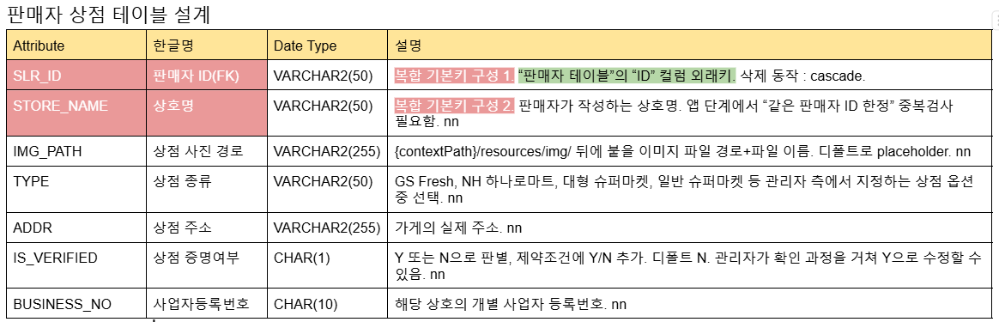 판매자 상점 테이블 설계
Attribute 한글명 Date Type 설명
SLR_ID 판매자 ID(FK) VARCHAR2(50) 복합 기본키 구성 1. “판매자 테이블”의 “ID” 컬럼 외래키. 삭제 동작 : cascade.
STORE_NAME 상호명 VARCHAR2(50) 복합 기본키 구성 2. 판매자가 작성하는 상호명. 앱 단계에서 “같은 판매자 ID 한정” 중복검사
필요함. nn
IMG_PATH 상점 사진 경로 VARCHAR2(255) {contextPath}/resources/img/ 뒤에 붙을 이미지 파일 경로+파일 이름. 디폴트로 placeholder. nn
TYPE 상점 종류 VARCHAR2(50) GS Fresh, NH 하나로마트, 대형 슈퍼마켓, 일반 슈퍼마켓 등 관리자 측에서 지정하는 상점 옵션
중 선택. nn
ADDR 상점 주소 VARCHAR2(255) 가게의 실제 주소. nn
IS_VERIFIED 상점 증명여부 CHAR(1) Y 또는 N으로 판별, 제약조건에 Y/N 추가. 디폴트 N. 관리자가 확인 과정을 거쳐 Y으로 수정할 수
있음. nn
BUSINESS_NO 사업자등록번호 CHAR(10) 해당 상호의 개별 사업자 등록번호. nn